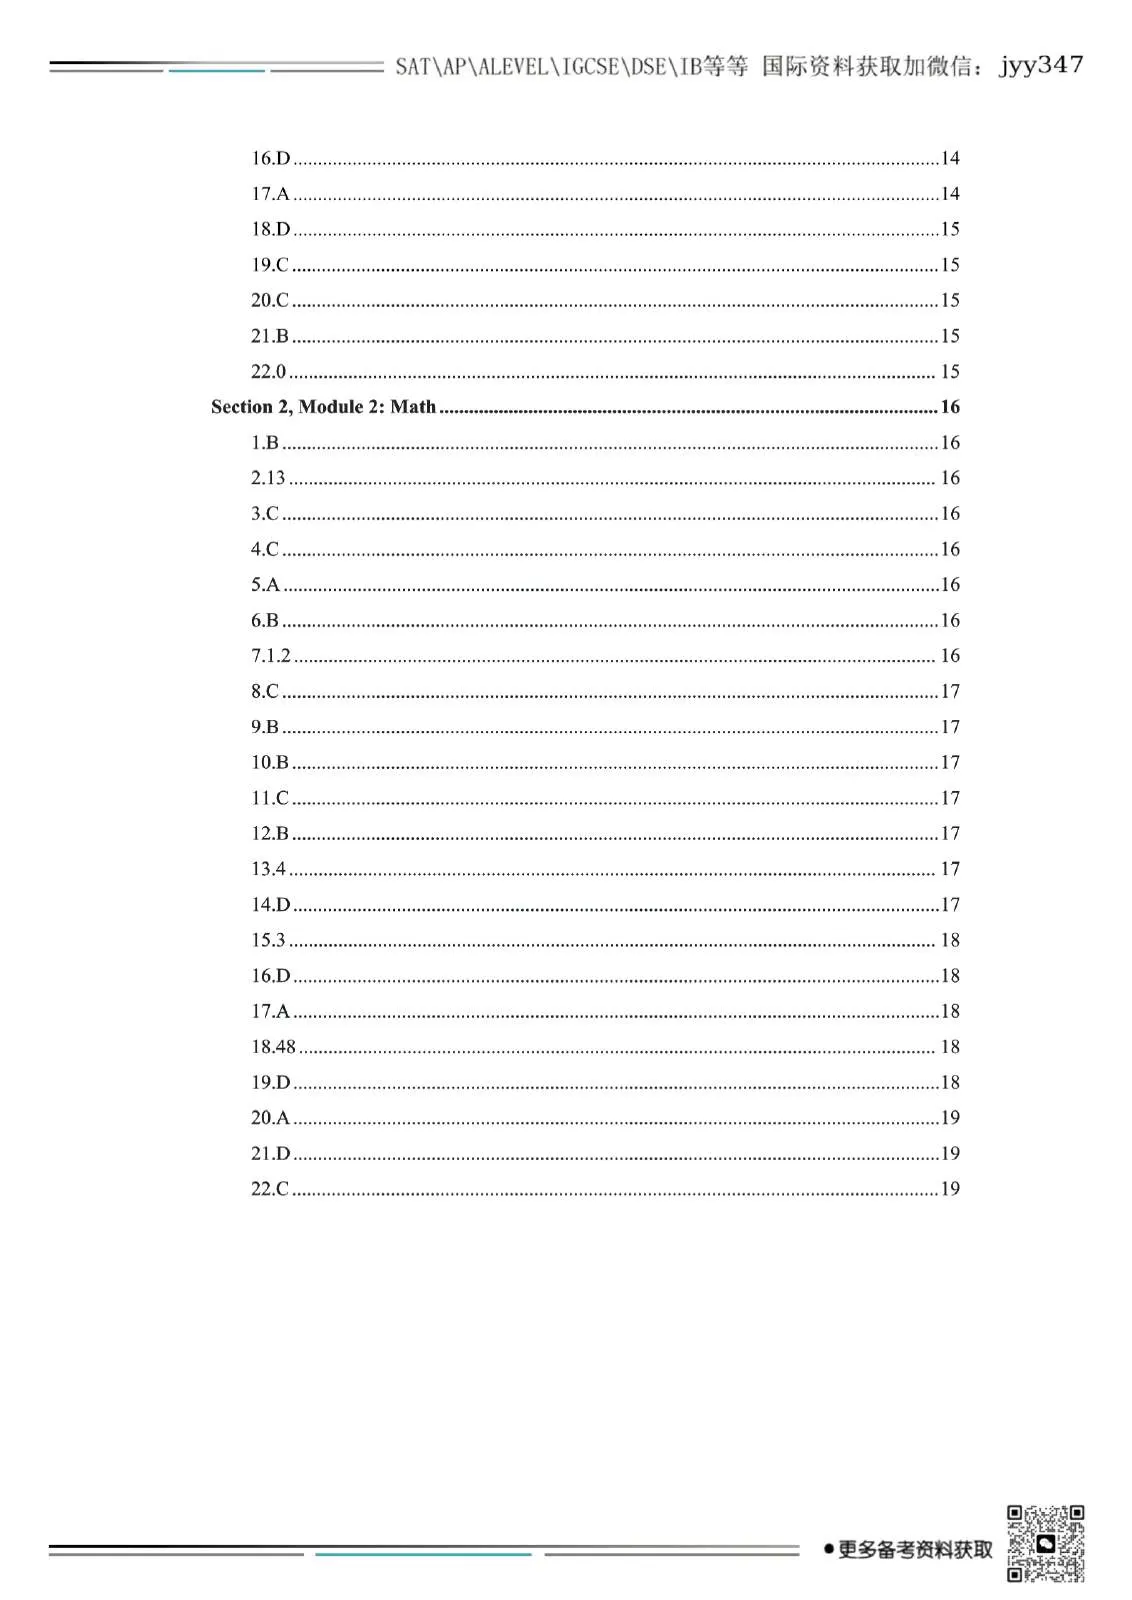 SAT\AP\ALEVEL\IGCSE\DSE\IB等等 国际资料获取加微信: jyy347
16.D........................14
17.A........................14
18.D........................15
19.C........................15
20.C........................15
21.B........................15
22.0........................ 15
Section 2, Module 2: Math........................16
1.B........................16
2.13........................ 16
3.C........................16
4.C........................16
5.A........................16
6.B........................16
7.1.2........................ 16
8.C........................17
9.B........................17
10.B........................17
11.C........................17
12.B........................17
13.4........................ 17
14.D........................17
15.3........................ 18
16.D........................18
17.A........................18
18.48........................ 18
19.D........................18
20.A........................19
21.D........................19
22.C........................19
●更多备考资料获取